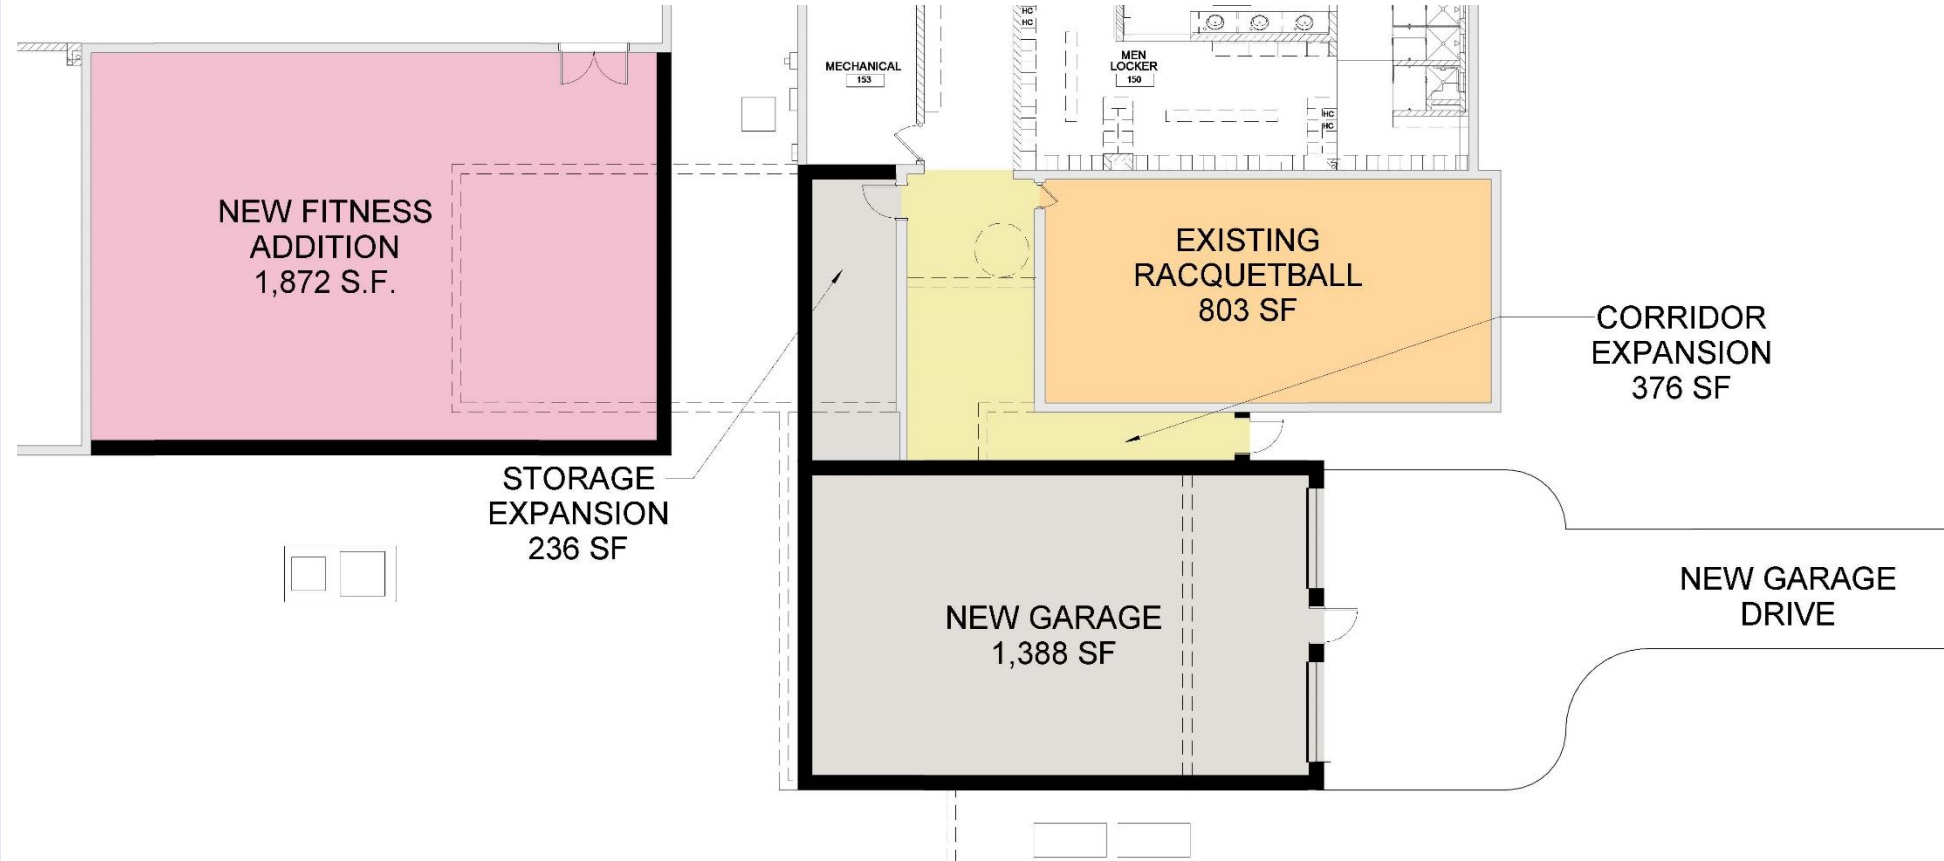 HC
HC
MECHANICAL
153
MEN
LOCKER
150
HC
HC
NEW FITNESS
ADDITION
1,872 S.F.
EXISTING
RACQUETBALL
803 SF
CORRIDOR
EXPANSION
376 SF
STORAGE
EXPANSION
236 SF
NEW GARAGE
1,388 SF
NEW GARAGE
DRIVE